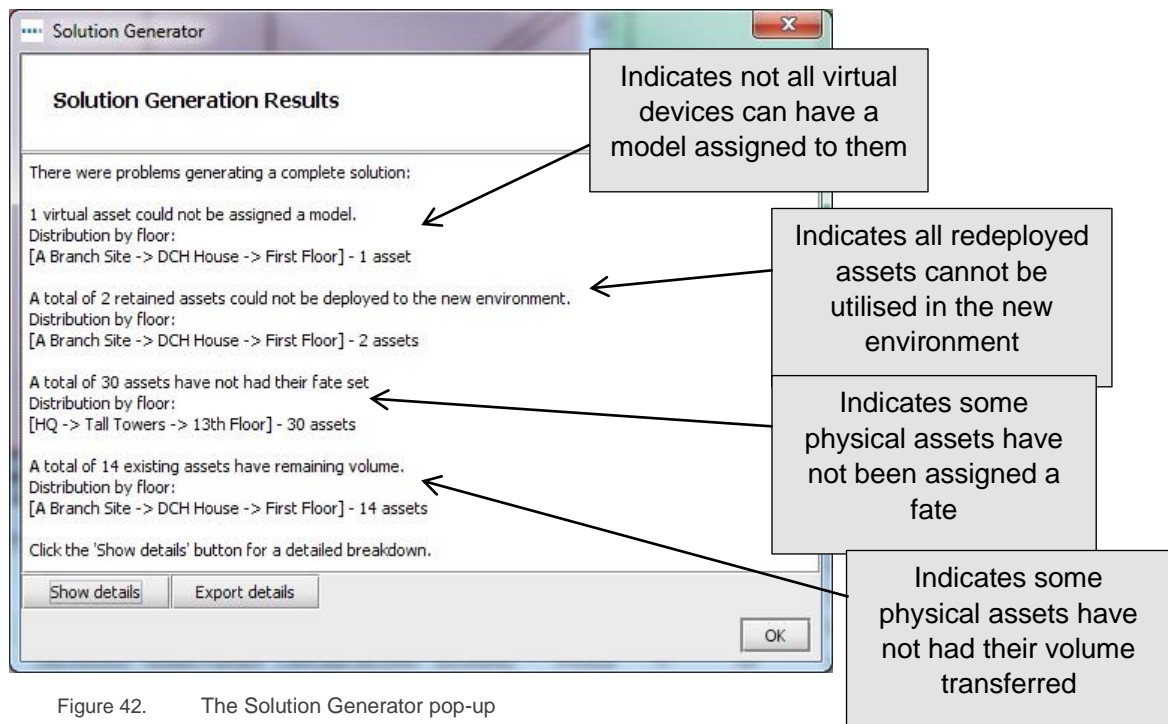 Solution Generator
Solution Generation Results
There were problems generating a complete solution:
1 virtual asset could not be assigned a model.
Distribution by floor:
[A Branch Site -> DCH House -> First Floor] - 1 asset
A total of 2 retained assets could not be deployed to the new environment.
Distribution by floor:
[A Branch Site -> DCH House -> First Floor] - 2 assets
A total of 30 assets have not had their fate set
Distribution by floor:
[HQ -> Tall Towers -> 13th Floor] - 30 assets
A total of 14 existing assets have remaining volume.
Distribution by floor:
[A Branch Site -> DCH House -> First Floor] - 14 assets
Click the 'Show details' button for a detailed breakdown.
Show details
Export details
OK
Indicates not all virtual
devices can have a
model assigned to them
Indicates all redeployed
assets cannot be
utilised in the new
environment
Indicates some
physical assets have
not been assigned a
fate
Indicates some
physical assets have
not had their volume
transferred
Figure 42. The Solution Generator pop-up